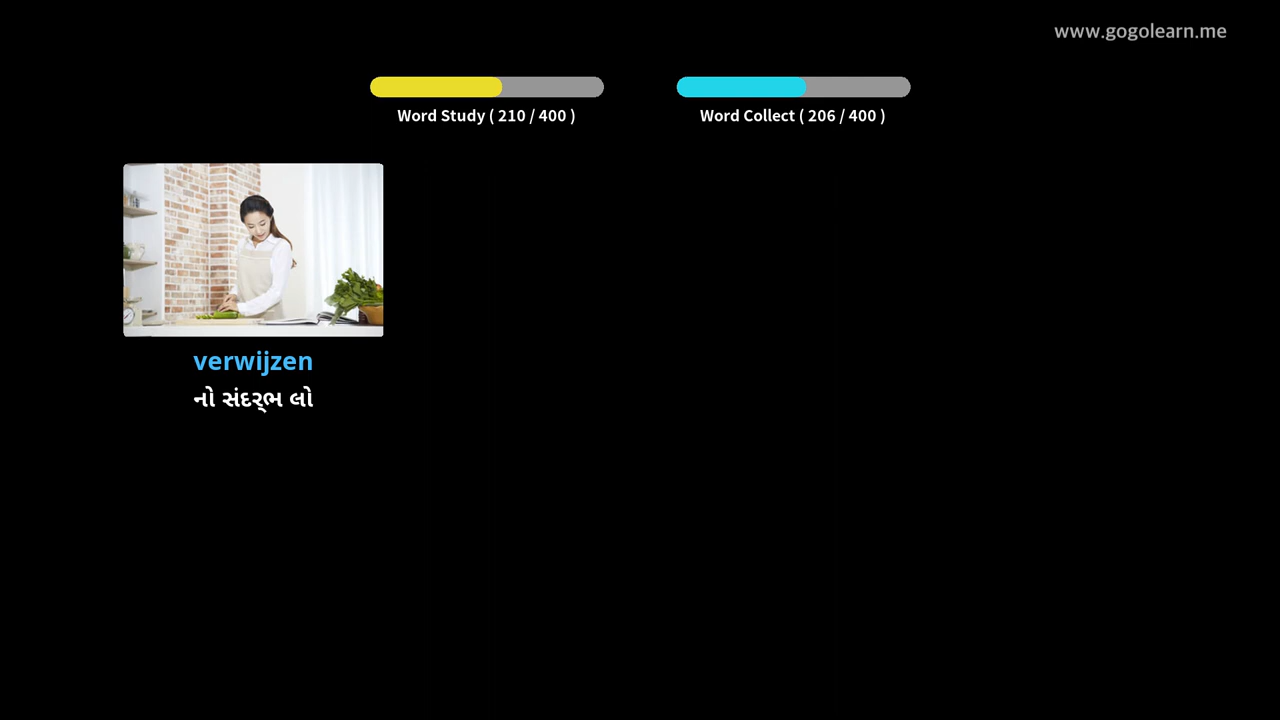 www.gogolearn.me
Word Study ( 210 / 400 )
Word Collect ( 206 / 400 )
verwijzen
નો સંદર્ભ લો